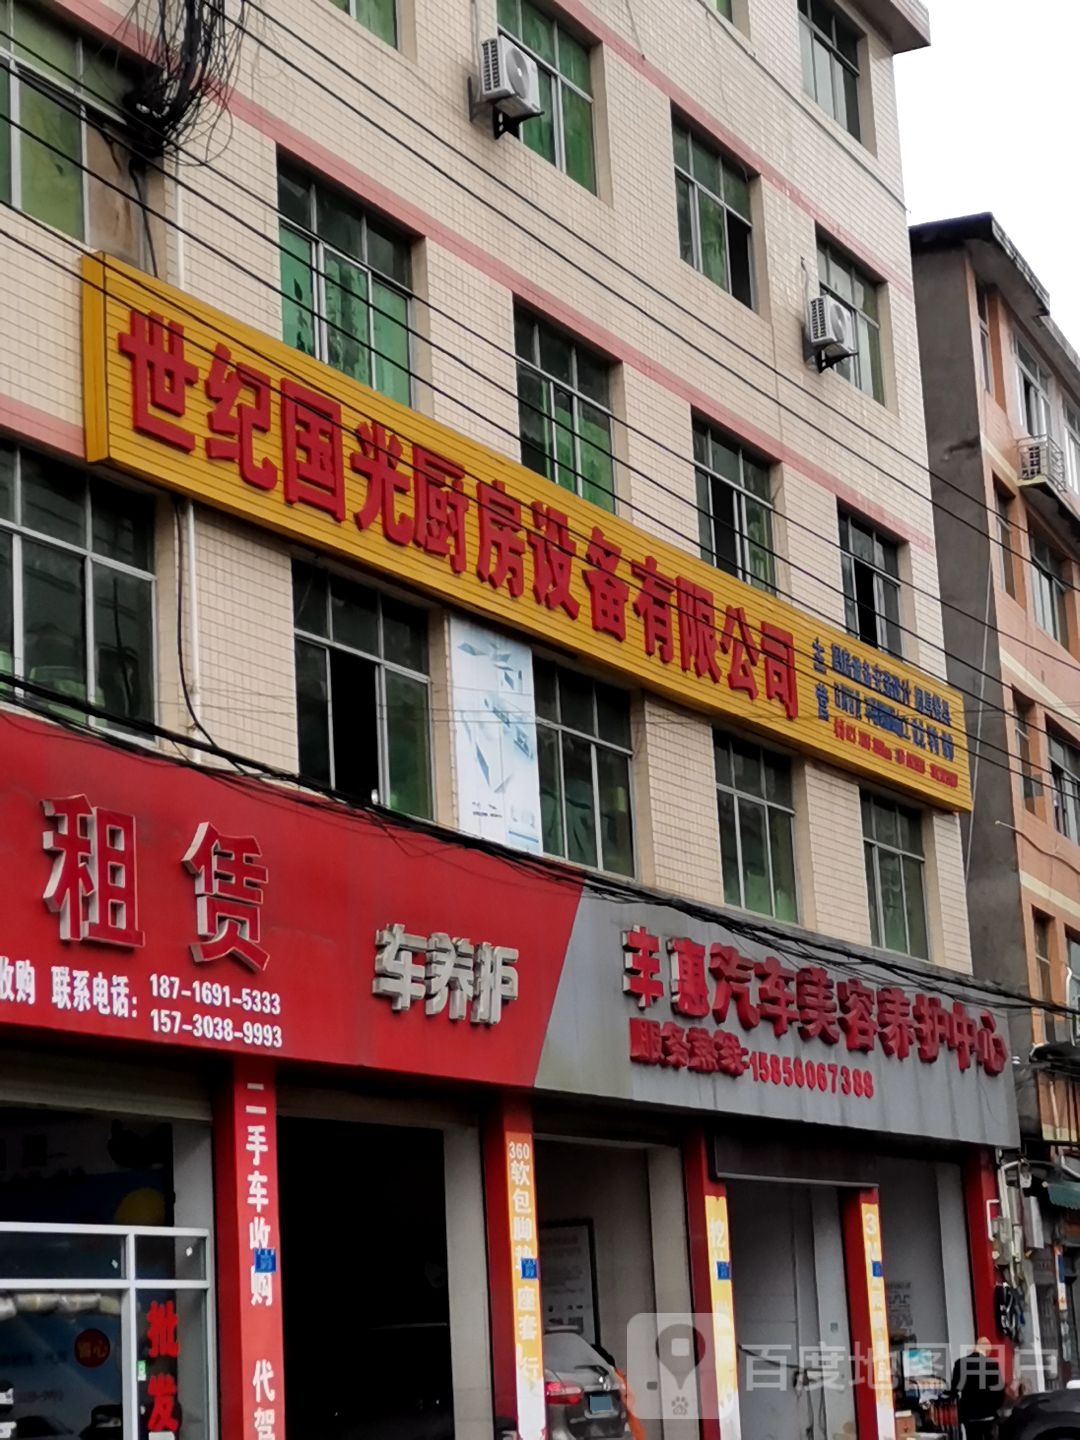 世纪国光厨房设备有限公司
主营
租赁
收购 联系电话:
187-1691-5333
157-3038-9993
车养护
丰惠汽车美容养护中心
服务热线:15856067388
二手车收购 代驾
360软包脚垫 座套 行
批发
百度地图用户